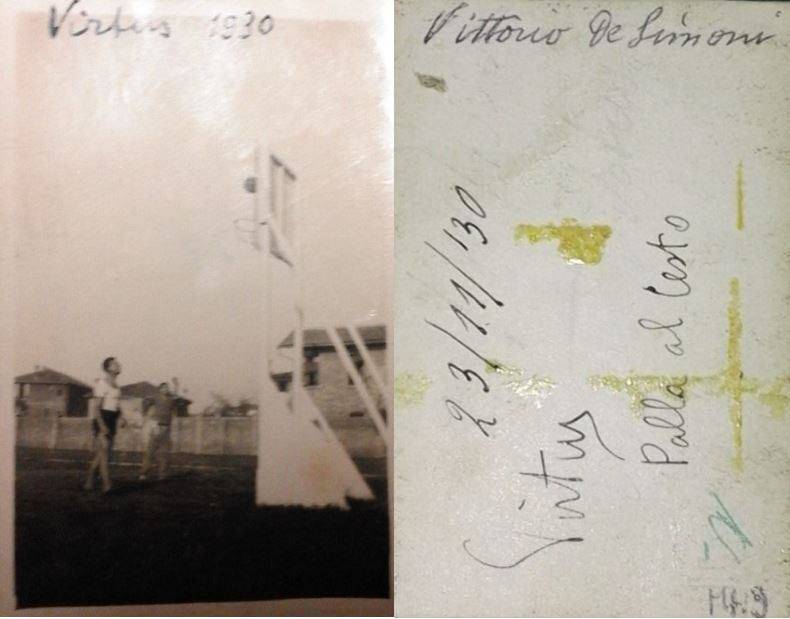 Virtus 1930
Vittorio De Simoni
23/11/'30
Virtus
Palla al Cesto